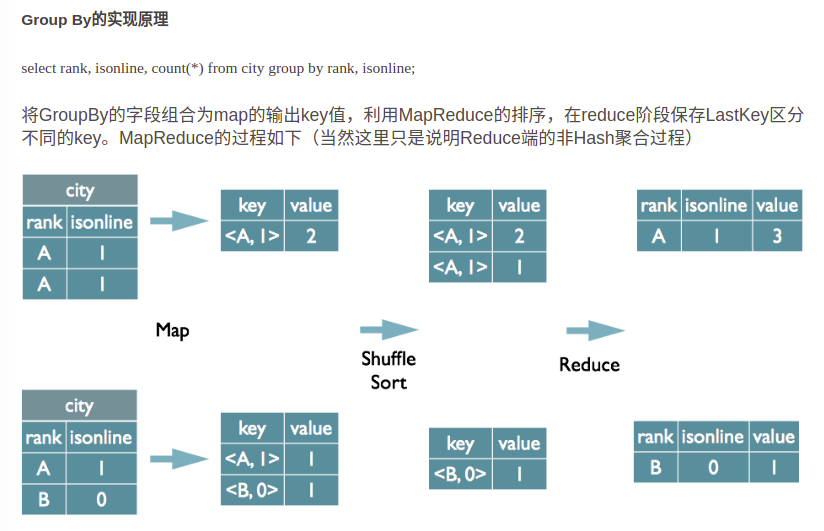 Group By的实现原理
select rank, isonline, count(*) from city group by rank, isonline;
将GroupBy的字段组合为map的输出key值，利用MapReduce的排序，在reduce阶段保存LastKey区分
不同的key。MapReduce的过程如下（当然这里只是说明Reduce端的非Hash聚合过程）
city
rank isonline
A 1
A 1
key value
<A, 1> 2
key value
<A, 1> 2
<A, 1> 1
rank isonline value
A 1 3
Map
Shuffle
Sort
Reduce
city
rank isonline
A 1
B 0
key value
<A, 1> 1
<B, 0> 1
key value
<B, 0> 1
rank isonline value
B 0 1